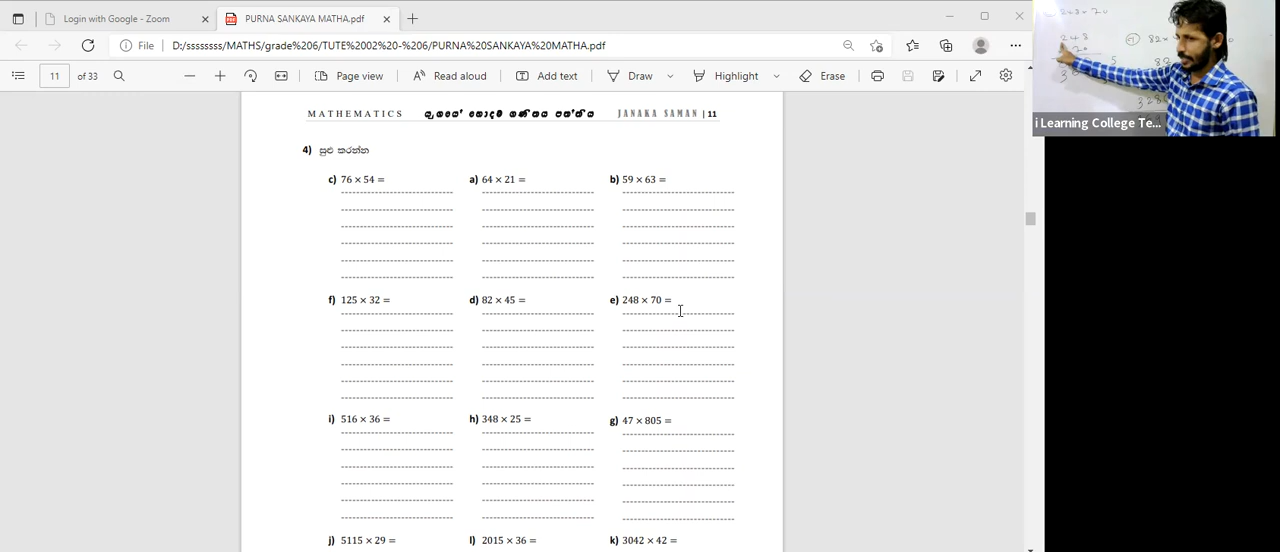 Login with Google - Zoom
PURNA SANKAYA MATHA.pdf
File
D:/ssssssss/MATHS/grade%206/TUTE%2002%20-%206/PURNA%20SANKAYA%20MATHA.pdf
11 of 33
Page view
Read aloud
Add text
Draw
Highlight
Erase
i Learning College Te...
MATHEMATICS
JANAKA SAMAN | 11
4) සුළු කරන්න
c) 76 × 54 = a) 64 × 21 = b) 59 × 63 =
f) 125 × 32 = d) 82 × 45 = e) 248 × 70 =
i) 516 × 36 = h) 348 × 25 = g) 47 × 805 =
j) 5115 × 29 = l) 2015 × 36 = k) 3042 × 42 =